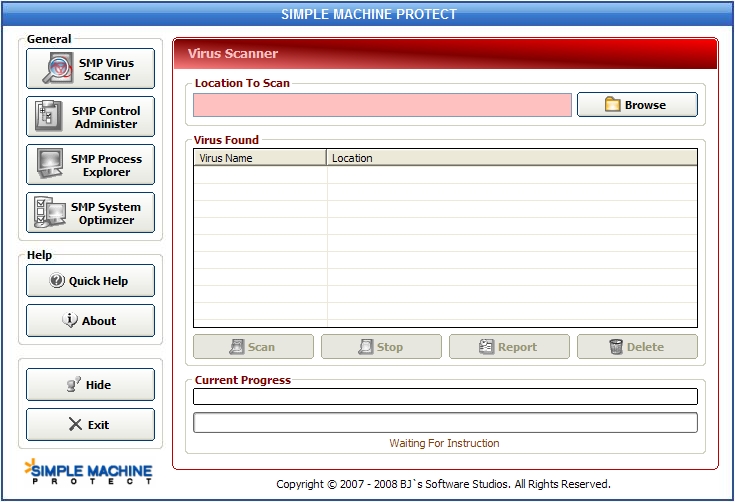 SIMPLE MACHINE PROTECT
General
SMP Virus
Scanner
SMP Control
Administer
SMP Process
Explorer
SMP System
Optimizer
Help
Quick Help
About
Hide
Exit
SIMPLE MACHINE
PROTECT
Virus Scanner
Location To Scan
Browse
Virus Found
Virus Name Location
Scan Stop Report Delete
Current Progress
Waiting For Instruction
Copyright © 2007 - 2008 BJ`s Software Studios. All Rights Reserved.